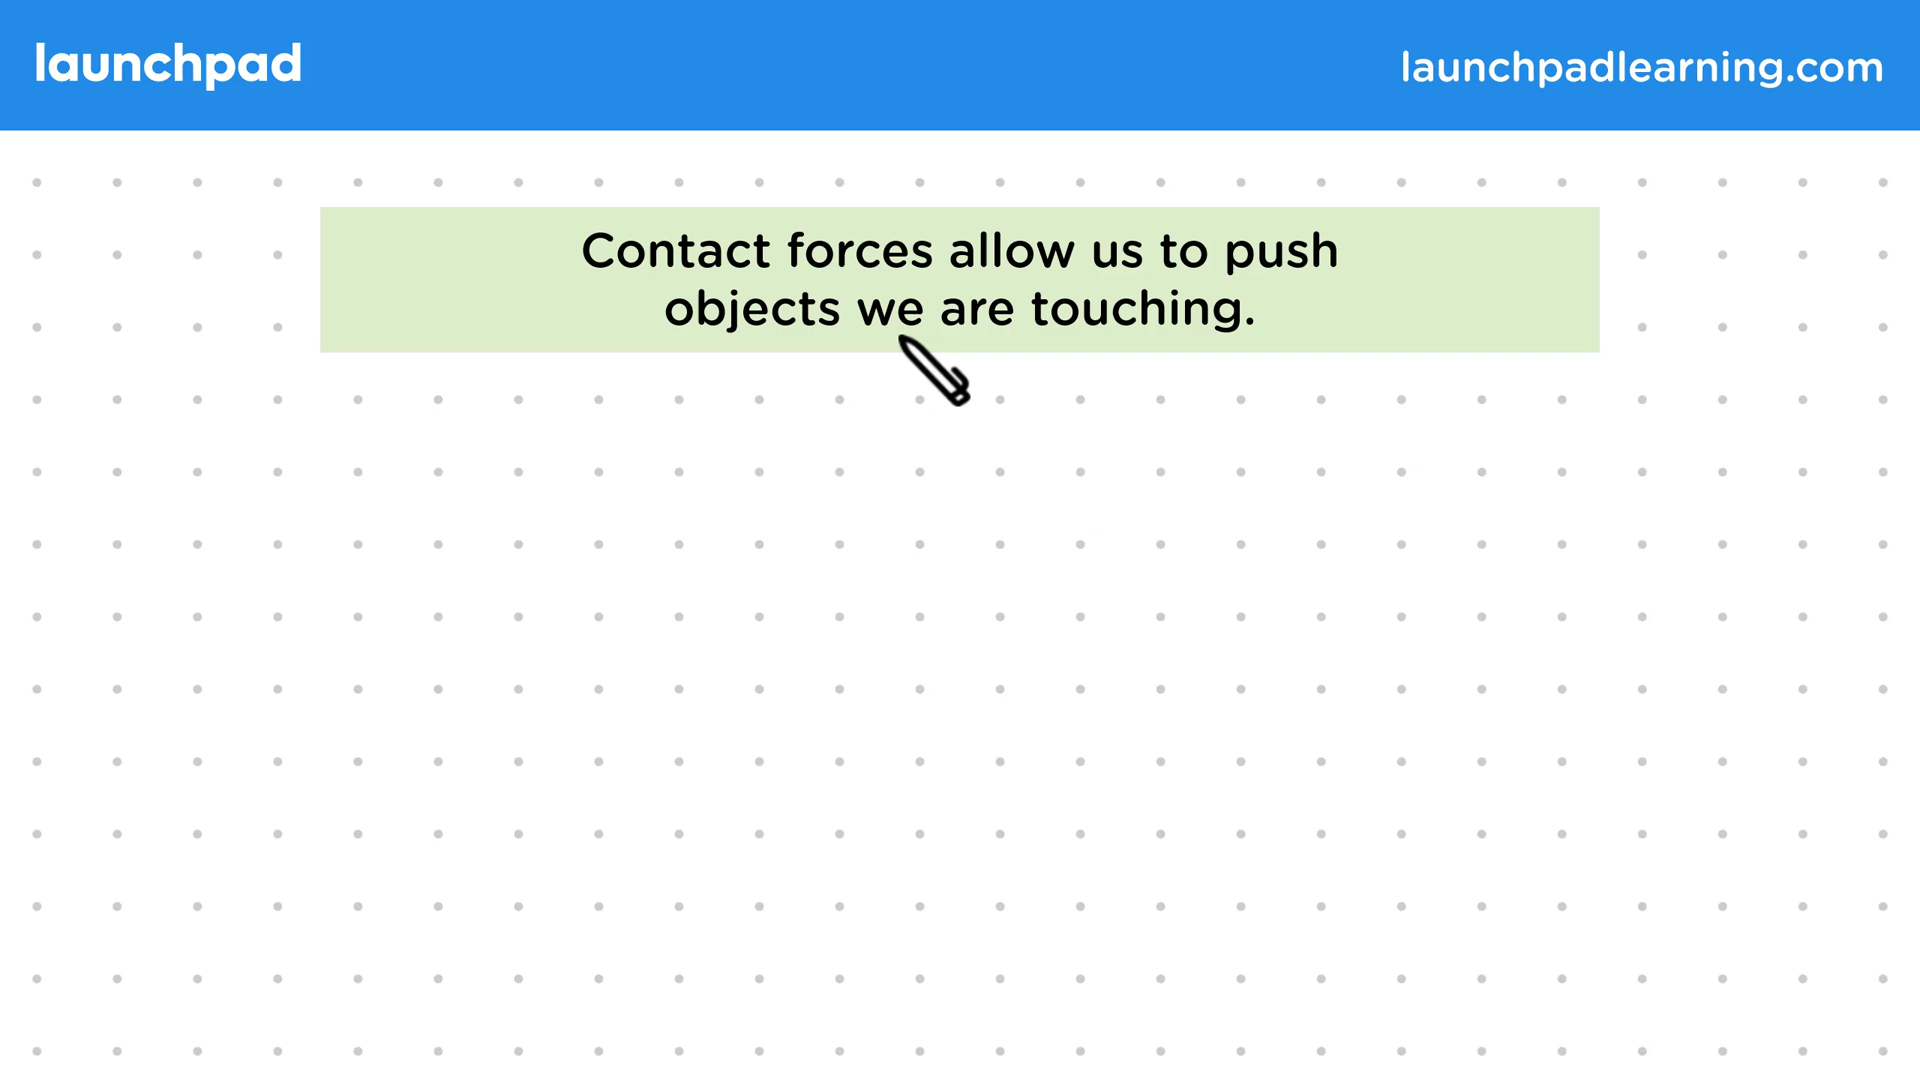 launchpad
launchpadlearning.com
Contact forces allow us to push
objects we are touching.